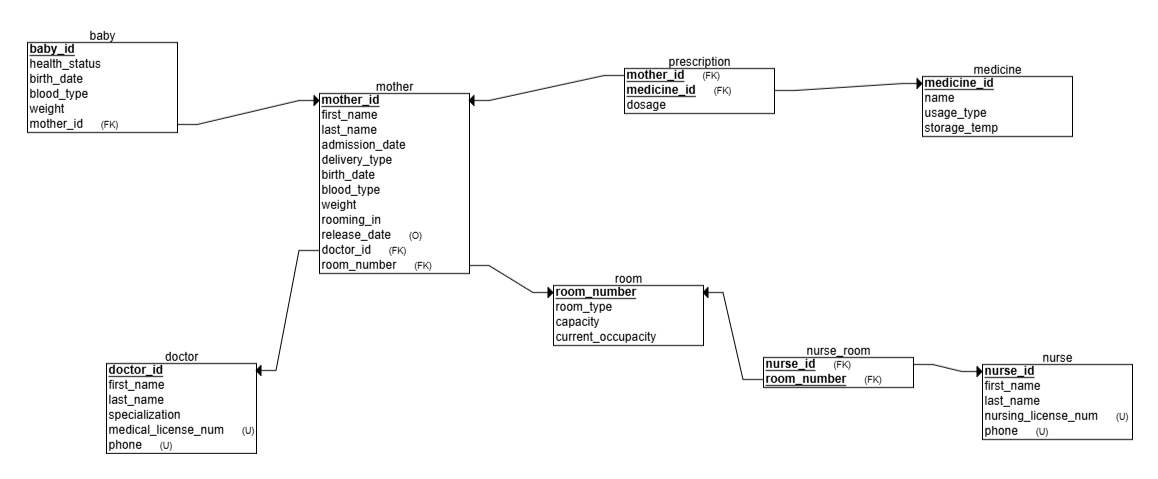 baby
baby_id
health_status
birth_date
blood_type
weight
mother_id (FK)
mother
mother_id
first_name
last_name
admission_date
delivery_type
birth_date
blood_type
weight
rooming_in
release_date (O)
doctor_id (FK)
room_number (FK)
prescription
mother_id (FK)
medicine_id (FK)
dosage
medicine
medicine_id
name
usage_type
storage_temp
room
room_number
room_type
capacity
current_occupacity
doctor
doctor_id
first_name
last_name
specialization
medical_license_num (U)
phone (U)
nurse_room
nurse_id (FK)
room_number (FK)
nurse
nurse_id
first_name
last_name
nursing_license_num (U)
phone (U)